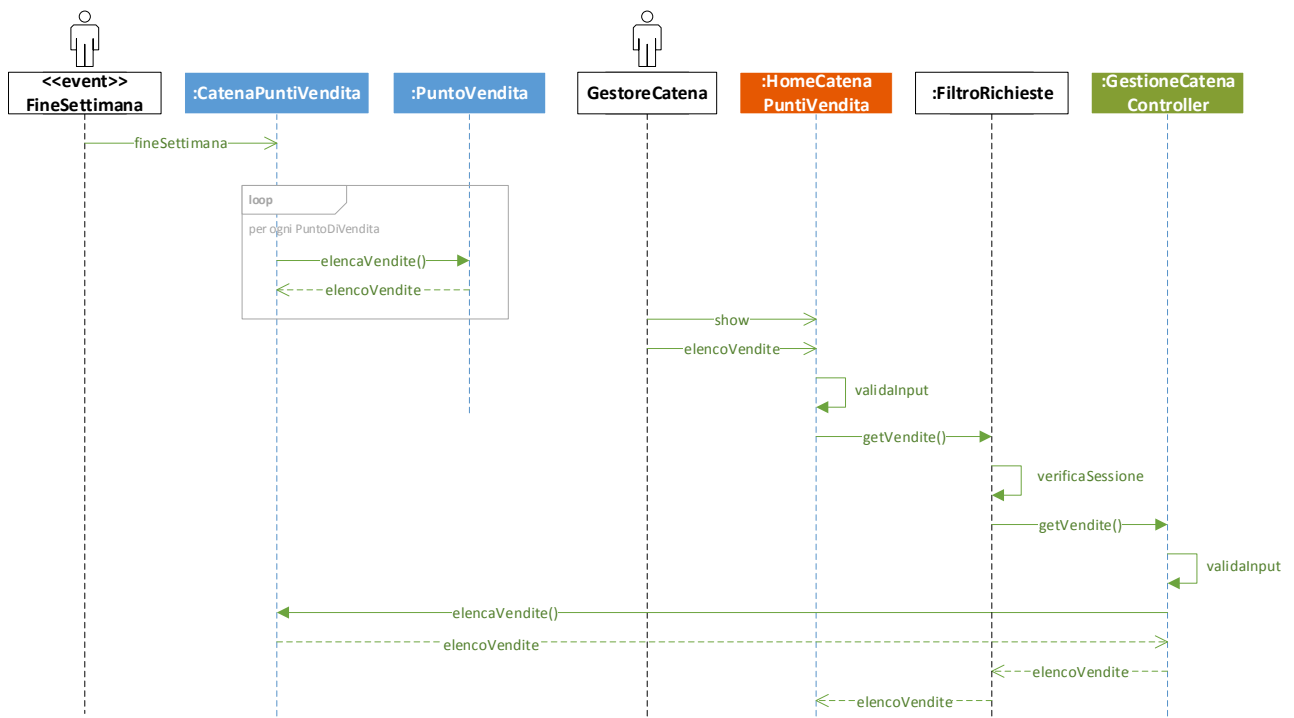 <<event>>
FineSettimana
:CatenaPuntiVendita
:PuntoVendita
GestoreCatena
:HomeCatena
PuntiVendita
:FiltroRichieste
:GestioneCatena
Controller
fineSettimana
loop
per ogni PuntoDiVendita
elencaVendite()
elencoVendite
show
elencoVendite
validaInput
getVendite()
verificaSessione
getVendite()
validaInput
elencaVendite()
elencoVendite
elencoVendite
elencoVendite